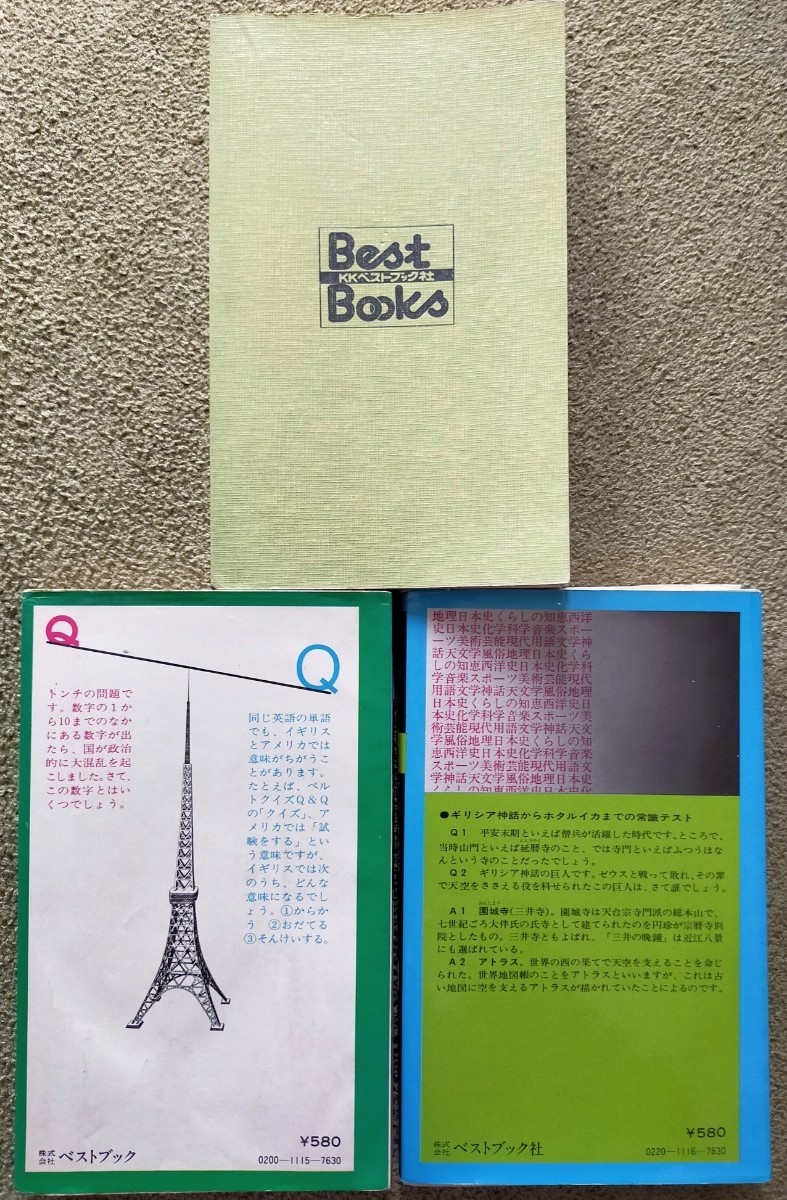 Best
KKベストブック社
Books
Q
Q
トンチの問題で
す。数字の1か
ら10までのなか
にある数字が出
たら、国が政治
的に大混乱を起
こしました。さて、
この数字とはい
くつでしょう。
同じ英語の単語
でも、イギリス
とアメリカでは
意味がちがうこ
とがあります。
たとえば、ベル
トクイズQ&Q
の「クイズ」、ア
メリカでは「試
験をする」とい
う意味ですが、
イギリスでは次
のうち、どんな
意味になるでし
ょう。①からか
う ②おだてる
③そんけいする。
¥580
株式会社 ベストブック
0200—1115—7630
地理日本史くらしの知恵西洋
史日本史化学科学音楽スポー
ーツ美術芸能現代用語文学神
話天文学風俗地理日本史くら
しの知恵西洋史日本史化学科
学音楽スポーツ美術芸能現代
用語文学神話天文学風俗地理
日本史くらしの知恵西洋史日
本史化学科学音楽スポーツ美
術芸能現代用語文学神話天文
学風俗地理日本史くらしの知
恵西洋史日本史化学科学音楽
スポーツ美術芸能現代用語文
学神話天文学風俗地理日本史
くらしの知恵西洋史日本史化
●ギリシア神話からホタルイカまでの常識テスト
Q1 平安末期といえば僧兵が活躍した時代です。ところで、
当時山門といえば延暦寺のこと、では寺門といえばふつうはな
んという寺のことだったでしょう。
Q2 ギリシア神話の巨人です。ゼウスと戦って敗れ、その罪
で天空をささえる役を科せられたこの巨人は、さて誰でしょう。
A1 園城寺(三井寺)。園城寺は天台宗寺門派の総本山で、
七世紀ごろ大伴氏の氏寺として建てられたのを円珍が宗暦寺別
院としたもの。三井寺ともよばれ、「三井の晩鐘」は近江八景
にも選ばれている。
A2 アトラス。世界の西の果てで天空を支えることを命じ
られた。世界地図帳のことをアトラスといいますが、これは古
い地図に空を支えるアトラスが描かれていたことによるのです。
¥580
株式会社 ベストブック社
0220—1116—7630